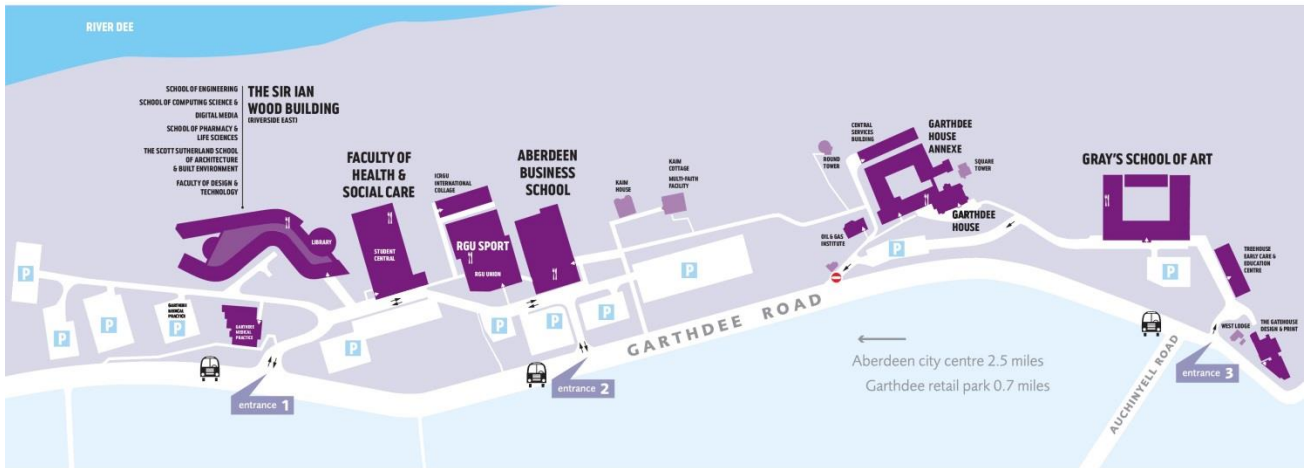 RIVER DEE
SCHOOL OF ENGINEERING
SCHOOL OF COMPUTING SCIENCE &
DIGITAL MEDIA
SCHOOL OF PHARMACY &
LIFE SCIENCES
THE SCOTT SUTHERLAND SCHOOL
OF ARCHITECTURE
& BUILT ENVIRONMENT
FACULTY OF DESIGN &
TECHNOLOGY
THE SIR IAN
WOOD BUILDING
(RIVERSIDE EAST)
LIBRARY
FACULTY OF
HEALTH &
SOCIAL CARE
STUDENT
CENTRAL
ICRGU
INTERNATIONAL
COLLAGE
RGU SPORT
RGU UNION
ABERDEEN
BUSINESS
SCHOOL
KAIM
HOUSE
KAIM
COTTAGE
MULTI-FAITH
FACILITY
ROUND
TOWER
CENTRAL
SERVICES
BUILDING
GARTHDEE
HOUSE
ANNEXE
SQUARE
TOWER
OIL & GAS
INSTITUTE
GARTHDEE
HOUSE
GRAY'S SCHOOL OF ART
TREEHOUSE
EARLY CARE &
EDUCATION
CENTRE
WEST LODGE
THE GATEHOUSE
DESIGN & PRINT
P
P
P
GARTHDEE
MEDICAL
PRACTICE
P
GARTHDEE
MEDICAL
PRACTICE
P
P
P
P
P
P
P
GARTHDEE ROAD
AUCHINYELL ROAD
Aberdeen city centre 2.5 miles
Garthdee retail park 0.7 miles
entrance 1
entrance 2
entrance 3